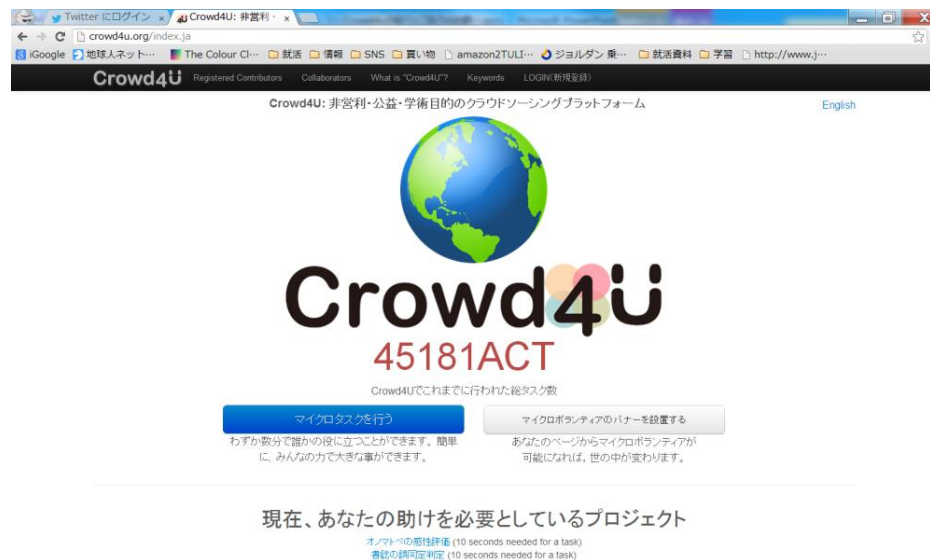 Twitter にログイン
Crowd4U: 非営利・
crowd4u.org/index.ja
iGoogle 地球人ネット… The Colour Cl… 就活 情報 SNS 買い物 amazon2TULI… ジョルダン 乗… 就活資料 学習 http://www.j…
Crowd4U Registered Contributors Collaborators What is "Crowd4U"? Keywords LOGIN(新規登録)
Crowd4U: 非営利・公益・学術目的のクラウドソーシングプラットフォーム
English
Crowd4U
45181ACT
Crowd4Uでこれまでに行われた総タスク数
マイクロタスクを行う
マイクロボランティアのバナーを設置する
わずか数分で誰かの役に立つことができます。簡単
に、みんなの力で大きな事ができます。
あなたのページからマイクロボランティアが
可能になれば，世の中が変わります。
現在、あなたの助けを必要としているプロジェクト
オノマトペの感性評価 (10 seconds needed for a task)
書誌の誤同定判定 (10 seconds needed for a task)